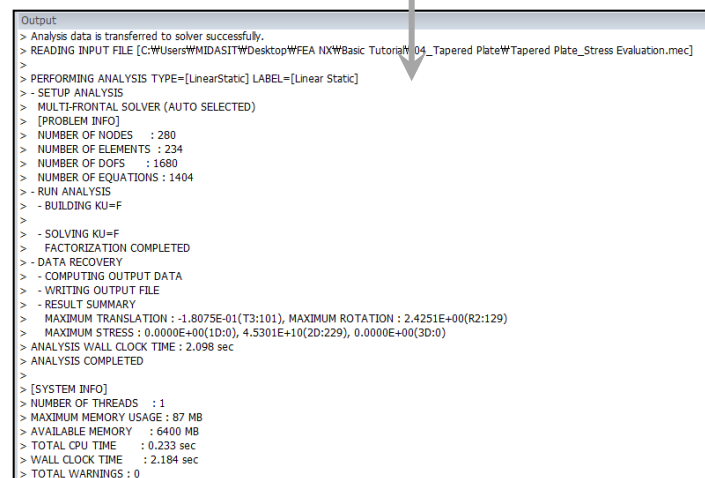 Output
> Analysis data is transferred to solver successfully.
> READING INPUT FILE [C:₩Users₩MIDASIT₩Desktop₩FEA NX₩Basic Tutorial₩04_Tapered Plate₩Tapered Plate_Stress Evaluation.mec]
>
> PERFORMING ANALYSIS TYPE=[LinearStatic] LABEL=[Linear Static]
> - SETUP ANALYSIS
> MULTI-FRONTAL SOLVER (AUTO SELECTED)
> [PROBLEM INFO]
> NUMBER OF NODES : 280
> NUMBER OF ELEMENTS : 234
> NUMBER OF DOFS : 1680
> NUMBER OF EQUATIONS : 1404
> - RUN ANALYSIS
> - BUILDING KU=F
>
> - SOLVING KU=F
> FACTORIZATION COMPLETED
> - DATA RECOVERY
> - COMPUTING OUTPUT DATA
> - WRITING OUTPUT FILE
> - RESULT SUMMARY
> MAXIMUM TRANSLATION : -1.8075E-01(T3:101), MAXIMUM ROTATION : 2.4251E+00(R2:129)
> MAXIMUM STRESS : 0.0000E+00(1D:0), 4.5301E+10(2D:229), 0.0000E+00(3D:0)
> ANALYSIS WALL CLOCK TIME : 2.098 sec
> ANALYSIS COMPLETED
>
> [SYSTEM INFO]
> NUMBER OF THREADS : 1
> MAXIMUM MEMORY USAGE : 87 MB
> AVAILABLE MEMORY : 6400 MB
> TOTAL CPU TIME : 0.233 sec
> WALL CLOCK TIME : 2.184 sec
> TOTAL WARNINGS : 0